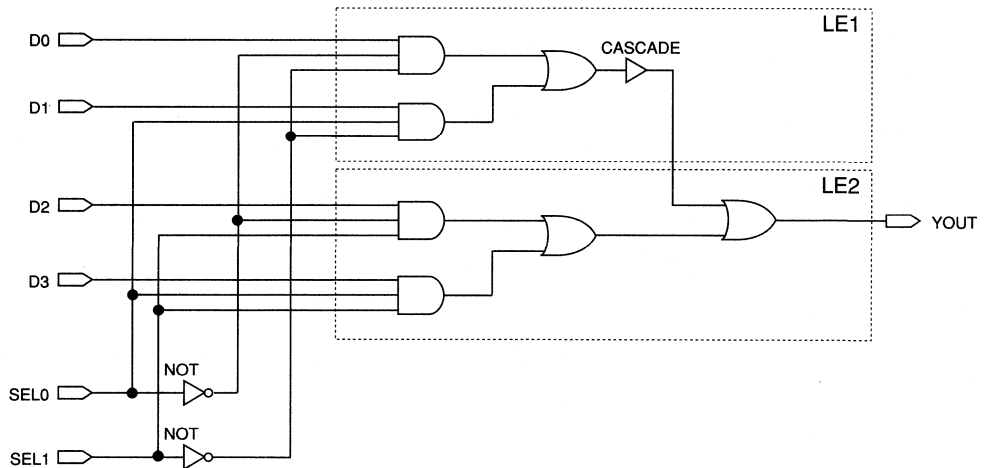 LE1
D0
CASCADE
D1
LE2
D2
YOUT
D3
NOT
SEL0
NOT
SEL1